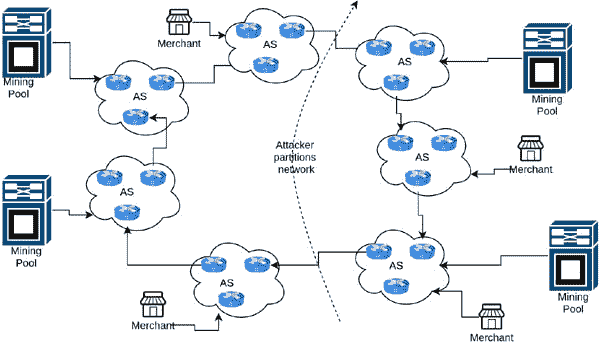 Mining
Pool
Merchant
AS
AS
Mining
Pool
AS
Attacker
partitions
network
AS
Merchant
AS
Mining
Pool
AS
AS
Mining
Pool
Merchant
Merchant